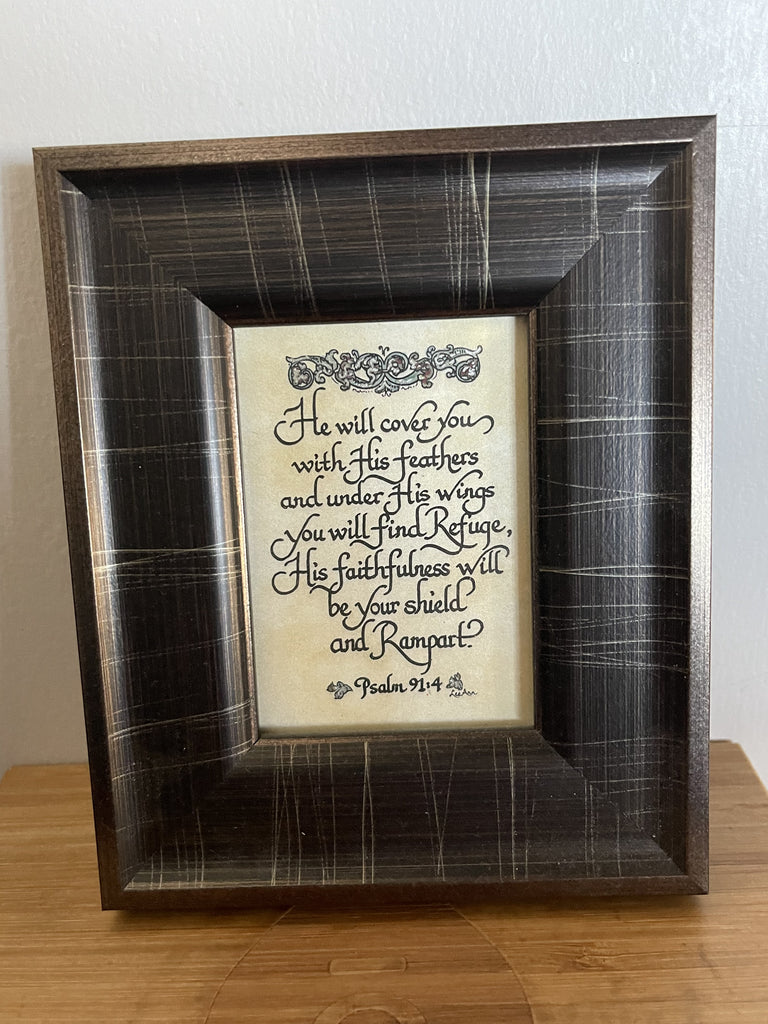 He will cover you
with His feathers
and under His wings
you will find Refuge,
His faithfulness will
be your shield
and Rampart.
Psalm 91:4
LeeAnn